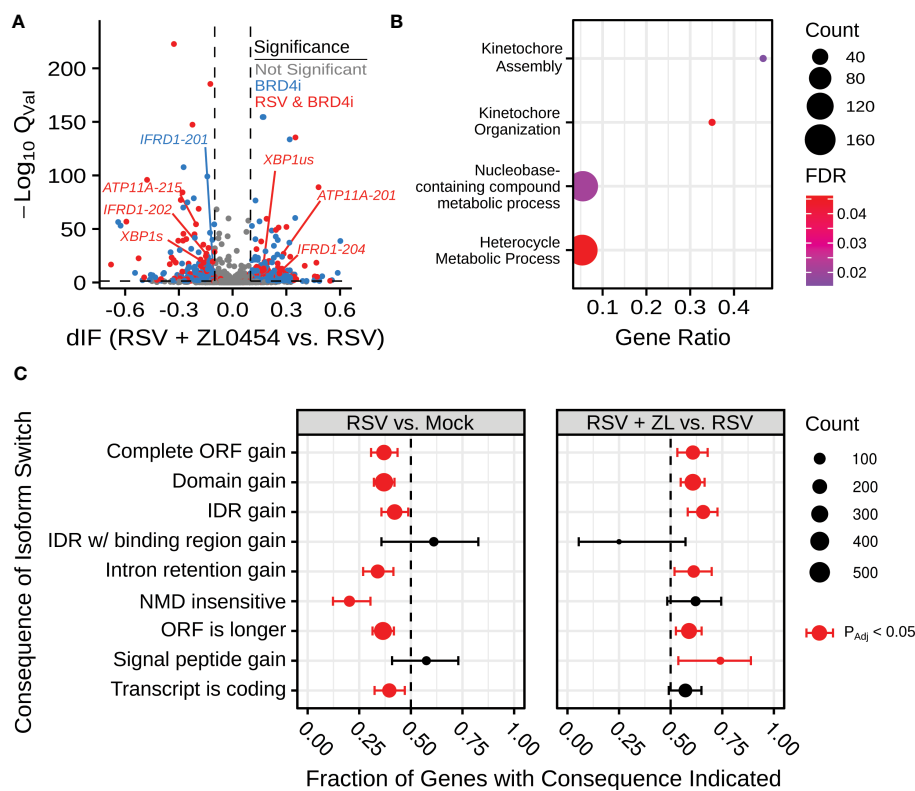 A
−Log10 QVal
200
150
100
50
0
-0.6
-0.3
0.0
0.3
0.6
dIF (RSV + ZL0454 vs. RSV)
Significance
Not Significant
BRD4i
RSV & BRD4i
IFRD1-201
XBP1us
ATP11A-215
ATP11A-201
IFRD1-202
XBP1s
IFRD1-204
B
Kinetochore
Assembly
Kinetochore
Organization
Nucleobase-
containing compound
metabolic process
Heterocycle
Metabolic Process
0.1
0.2
0.3
0.4
Gene Ratio
Count
40
80
120
160
FDR
0.04
0.03
0.02
C
Consequence of Isoform Switch
RSV vs. Mock
RSV + ZL vs. RSV
Complete ORF gain
Domain gain
IDR gain
IDR w/ binding region gain
Intron retention gain
NMD insensitive
ORF is longer
Signal peptide gain
Transcript is coding
0.00
0.25
0.50
0.75
1.00
0.00
0.25
0.50
0.75
1.00
Fraction of Genes with Consequence Indicated
Count
100
200
300
400
500
PAdj < 0.05